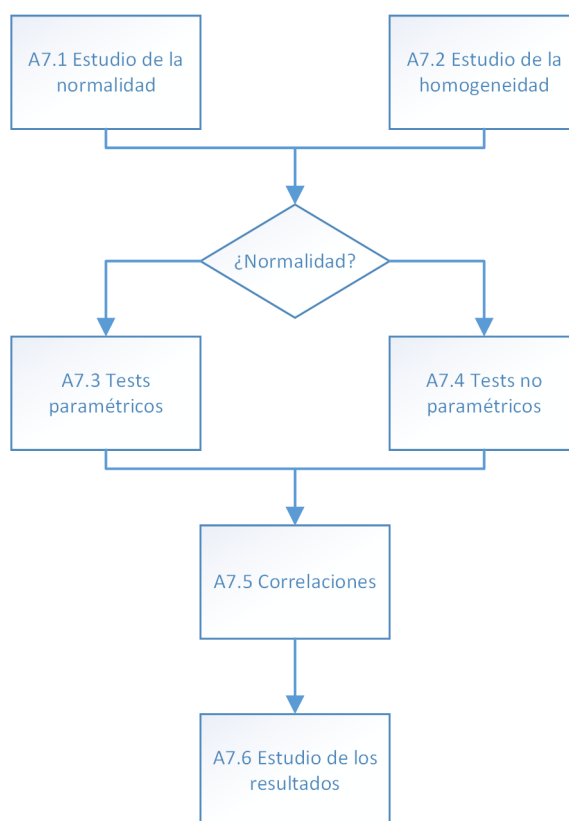 A7.1 Estudio de la
normalidad
A7.2 Estudio de la
homogeneidad
¿Normalidad?
A7.3 Tests
paramétricos
A7.4 Tests no
paramétricos
A7.5 Correlaciones
A7.6 Estudio de los
resultados